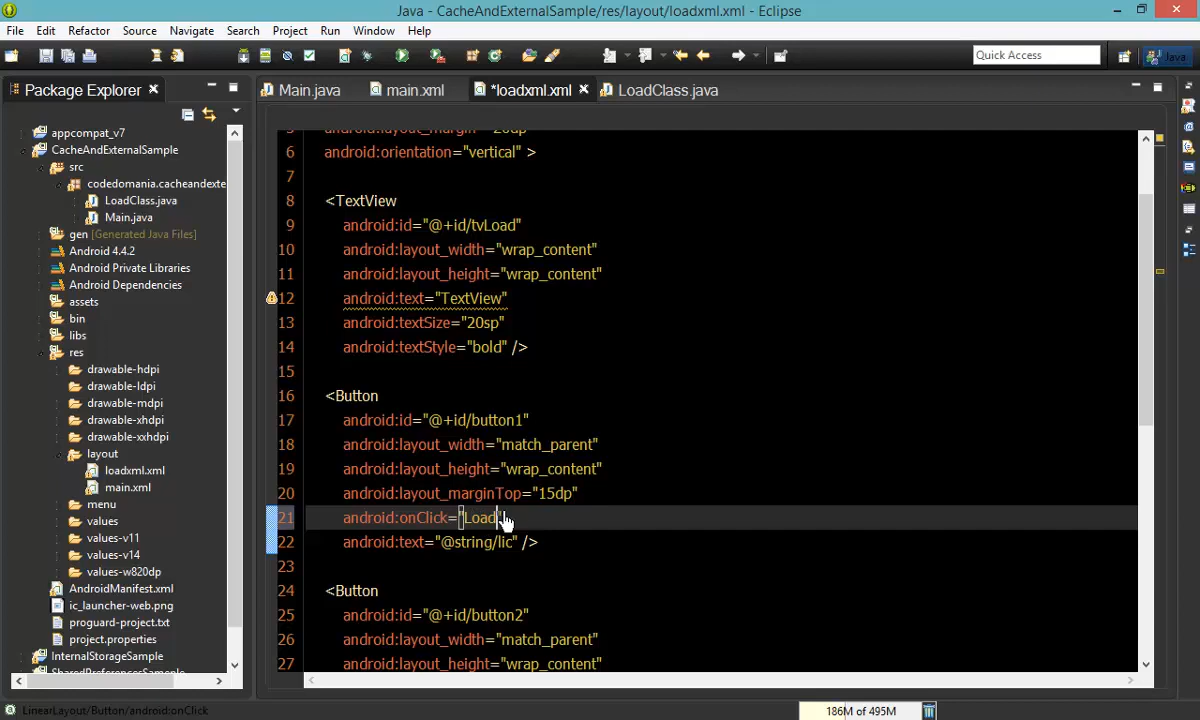 Java - CacheAndExternalSample/res/layout/loadxml.xml - Eclipse
File Edit Refactor Source Navigate Search Project Run Window Help
Quick Access
Java
Package Explorer
Main.java
main.xml
*loadxml.xml
LoadClass.java
appcompat_v7
CacheAndExternalSample
src
codedomania.cacheandexte
LoadClass.java
Main.java
gen [Generated Java Files]
Android 4.4.2
Android Private Libraries
Android Dependencies
assets
bin
libs
res
drawable-hdpi
drawable-ldpi
drawable-mdpi
drawable-xhdpi
drawable-xxhdpi
layout
loadxml.xml
main.xml
menu
values
values-v11
values-v14
values-w820dp
AndroidManifest.xml
ic_launcher-web.png
proguard-project.txt
project.properties
InternalStorageSample
SharedPreferencesSample
5 android:layout_margin="20dp"
6 android:orientation="vertical" >
7
8 <TextView
9 android:id="@+id/tvLoad"
10 android:layout_width="wrap_content"
11 android:layout_height="wrap_content"
12 android:text="TextView"
13 android:textSize="20sp"
14 android:textStyle="bold" />
15
16 <Button
17 android:id="@+id/button1"
18 android:layout_width="match_parent"
19 android:layout_height="wrap_content"
20 android:layout_marginTop="15dp"
21 android:onClick="Load"
22 android:text="@string/lic" />
23
24 <Button
25 android:id="@+id/button2"
26 android:layout_width="match_parent"
27 android:layout_height="wrap_content"
LinearLayout/Button/android:onClick
186M of 495M